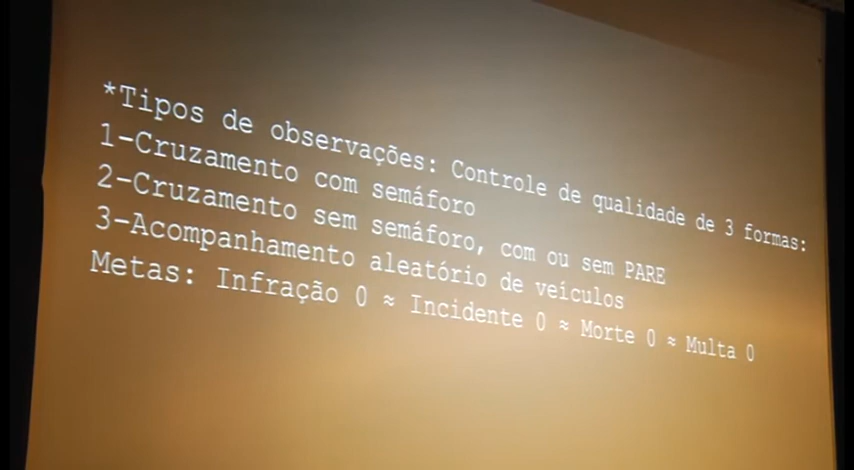 *Tipos de observações: Controle de qualidade de 3 formas:
1-Cruzamento com semáforo
2-Cruzamento sem semáforo, com ou sem PARE
3-Acompanhamento aleatório de veículos
Metas: Infração 0 ≈ Incidente 0 ≈ Morte 0 ≈ Multa 0